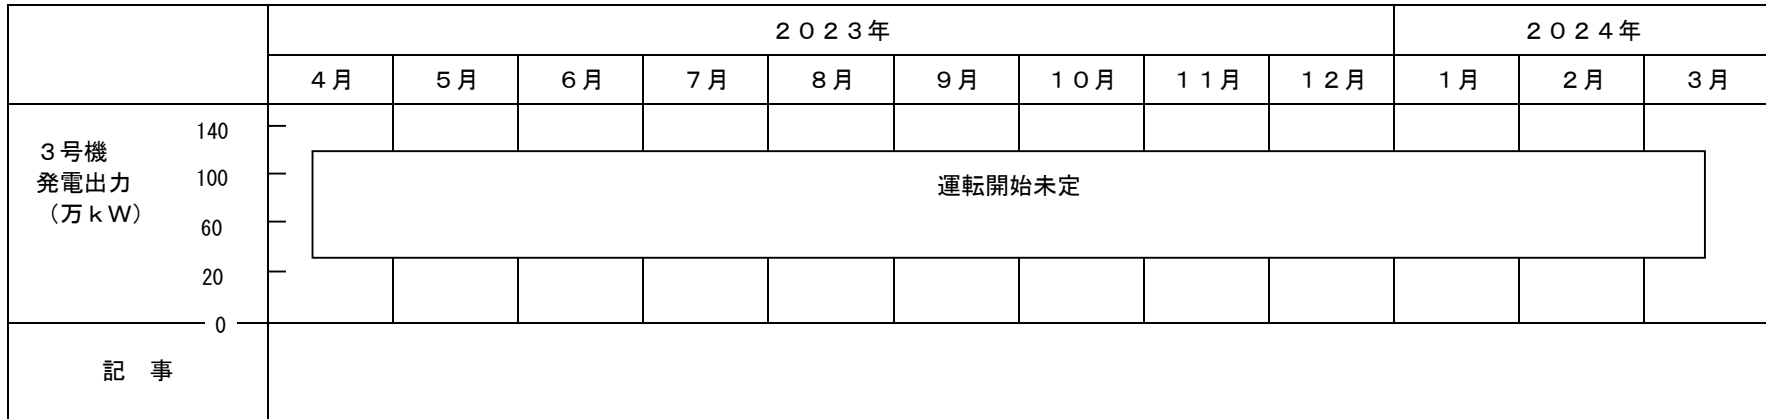 ２０２３年 ２０２４年
４月 ５月 ６月 ７月 ８月 ９月 １０月 １１月 １２月 １月 ２月 ３月
３号機
発電出力
（万ｋＷ）
140
100
60
20
0
運転開始未定
記　事